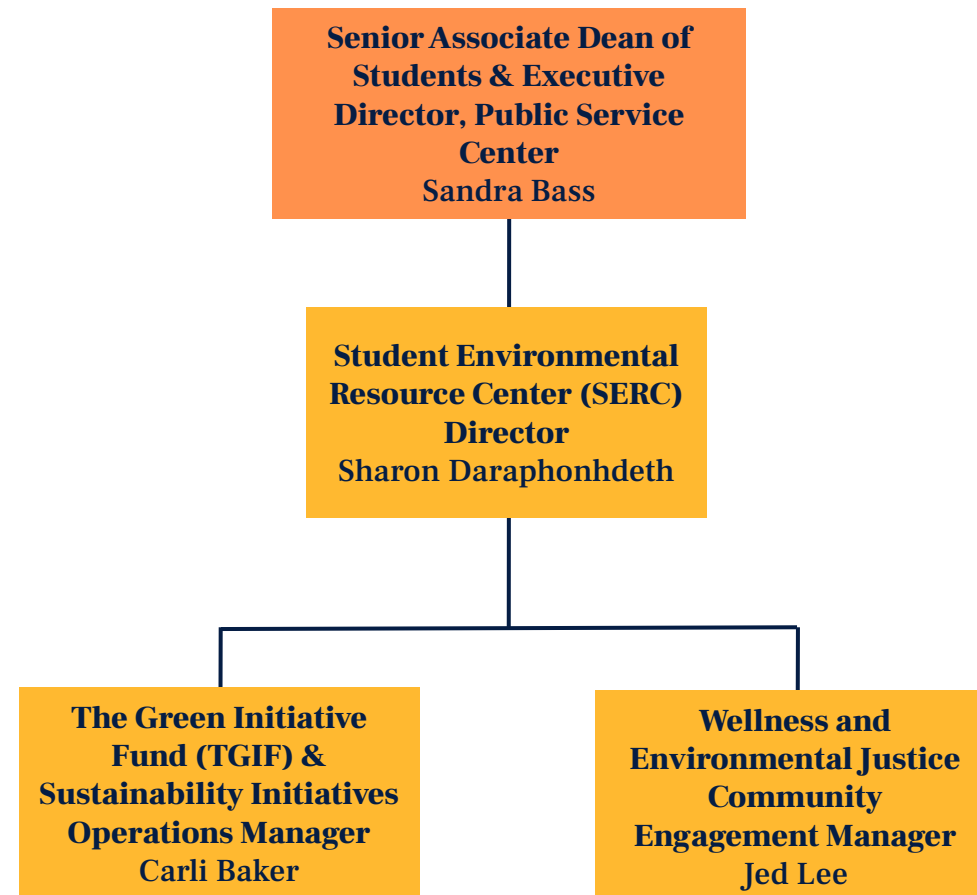 Senior Associate Dean of
Students & Executive
Director, Public Service
Center
Sandra Bass
Student Environmental
Resource Center (SERC)
Director
Sharon Daraphonhdeth
The Green Initiative
Fund (TGIF) &
Sustainability Initiatives
Operations Manager
Carli Baker
Wellness and
Environmental Justice
Community
Engagement Manager
Jed Lee